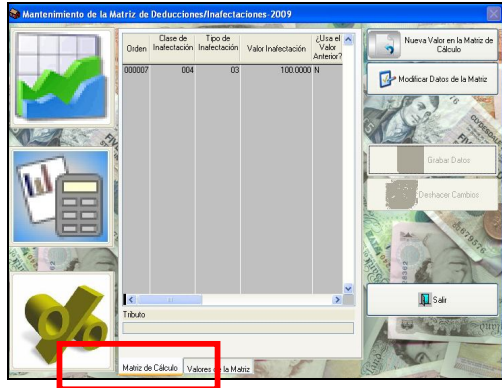 Mantenimiento de la Matriz de Deducciones/Inafectaciones-2009
Orden Clase de Inafectación Tipo de Inafectación Valor Inafectación ¿Usa el Valor Anterior?
000007 004 03 100.0000 N
Tributo
Matriz de Cálculo Valores de la Matriz
Nueva Valor en la Matriz de Cálculo
Modificar Datos de la Matriz
Grabar Datos
Deshacer Cambios
Salir